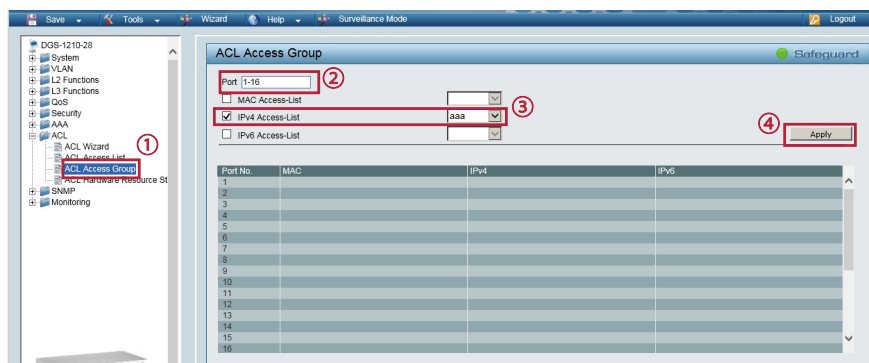 Save Tools Wizard Help Surveillance Mode Logout
DGS-1210-28
System
VLAN
L2 Functions
L3 Functions
QoS
Security
AAA
ACL
ACL Wizard
①
ACL Access List
ACL Access Group
ACL Hardware Resource St
SNMP
Monitoring
ACL Access Group
Safeguard
Port 1-16 ②
MAC Access-List
IPv4 Access-List aaa ③
IPv6 Access-List
④ Apply
Port No. MAC IPv4 IPv6
1
2
3
4
5
6
7
8
9
10
11
12
13
14
15
16